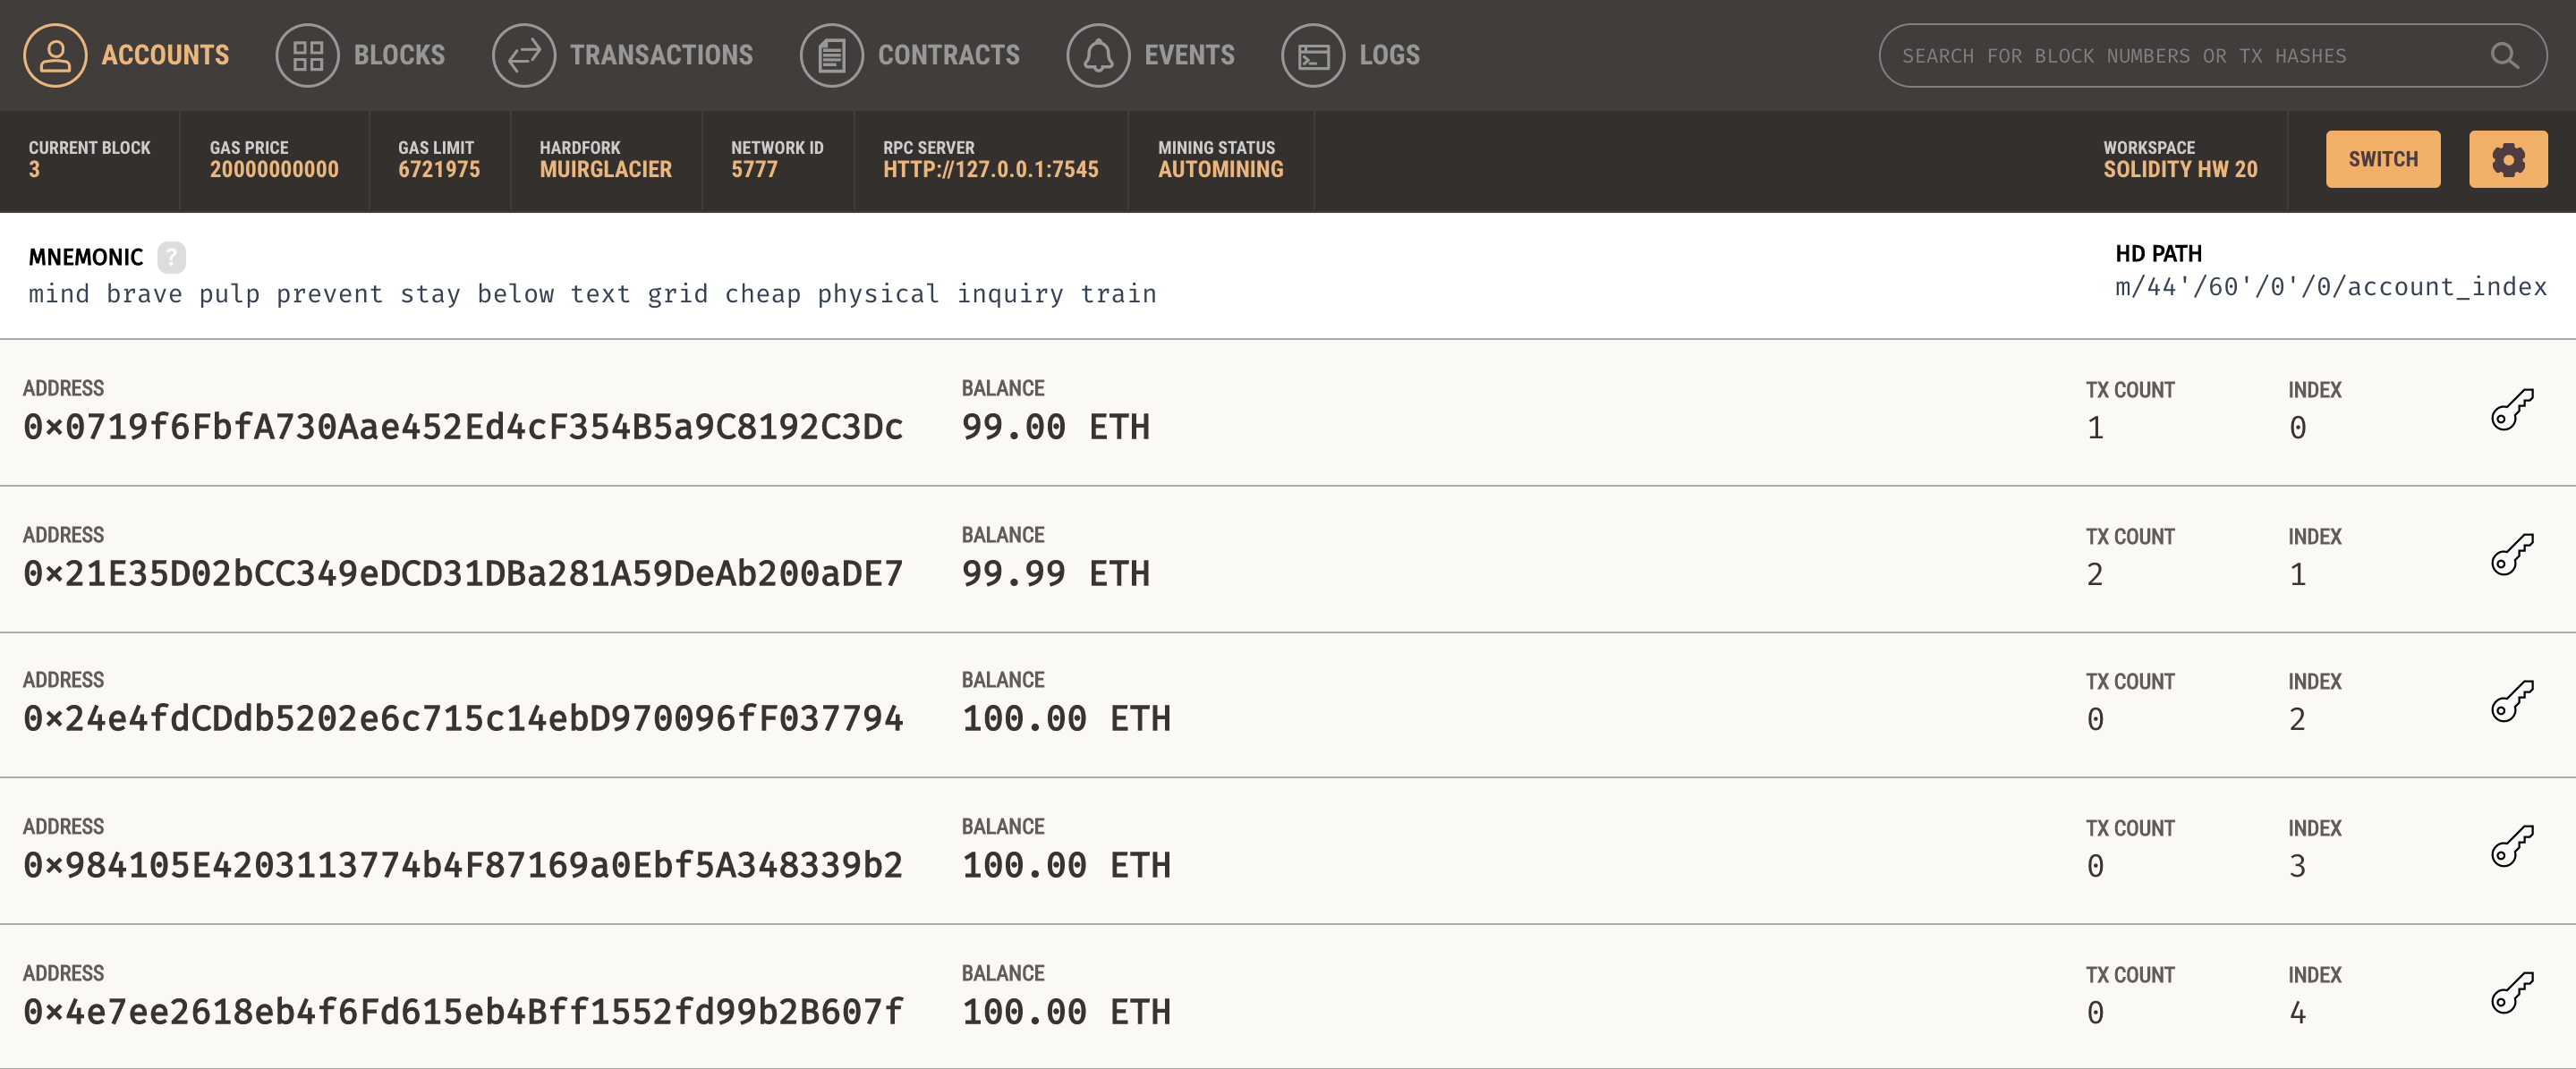 ACCOUNTS BLOCKS TRANSACTIONS CONTRACTS EVENTS LOGS SEARCH FOR BLOCK NUMBERS OR TX HASHES
CURRENT BLOCK GAS PRICE GAS LIMIT HARDFORK NETWORK ID RPC SERVER MINING STATUS WORKSPACE
3 20000000000 6721975 MUIRGLACIER 5777 HTTP://127.0.0.1:7545 AUTOMINING SOLIDITY HW 20 SWITCH
MNEMONIC ? HD PATH
mind brave pulp prevent stay below text grid cheap physical inquiry train m/44'/60'/0'/0/account_index
ADDRESS BALANCE TX COUNT INDEX
0×0719f6FbfA730Aae452Ed4cF354B5a9C8192C3Dc 99.00 ETH 1 0
ADDRESS BALANCE TX COUNT INDEX
0×21E35D02bCC349eDCD31DBa281A59DeAb200aDE7 99.99 ETH 2 1
ADDRESS BALANCE TX COUNT INDEX
0×24e4fdCDdb5202e6c715c14ebD970096fF037794 100.00 ETH 0 2
ADDRESS BALANCE TX COUNT INDEX
0×984105E4203113774b4F87169a0Ebf5A348339b2 100.00 ETH 0 3
ADDRESS BALANCE TX COUNT INDEX
0×4e7ee2618eb4f6Fd615eb4Bff1552fd99b2B607f 100.00 ETH 0 4